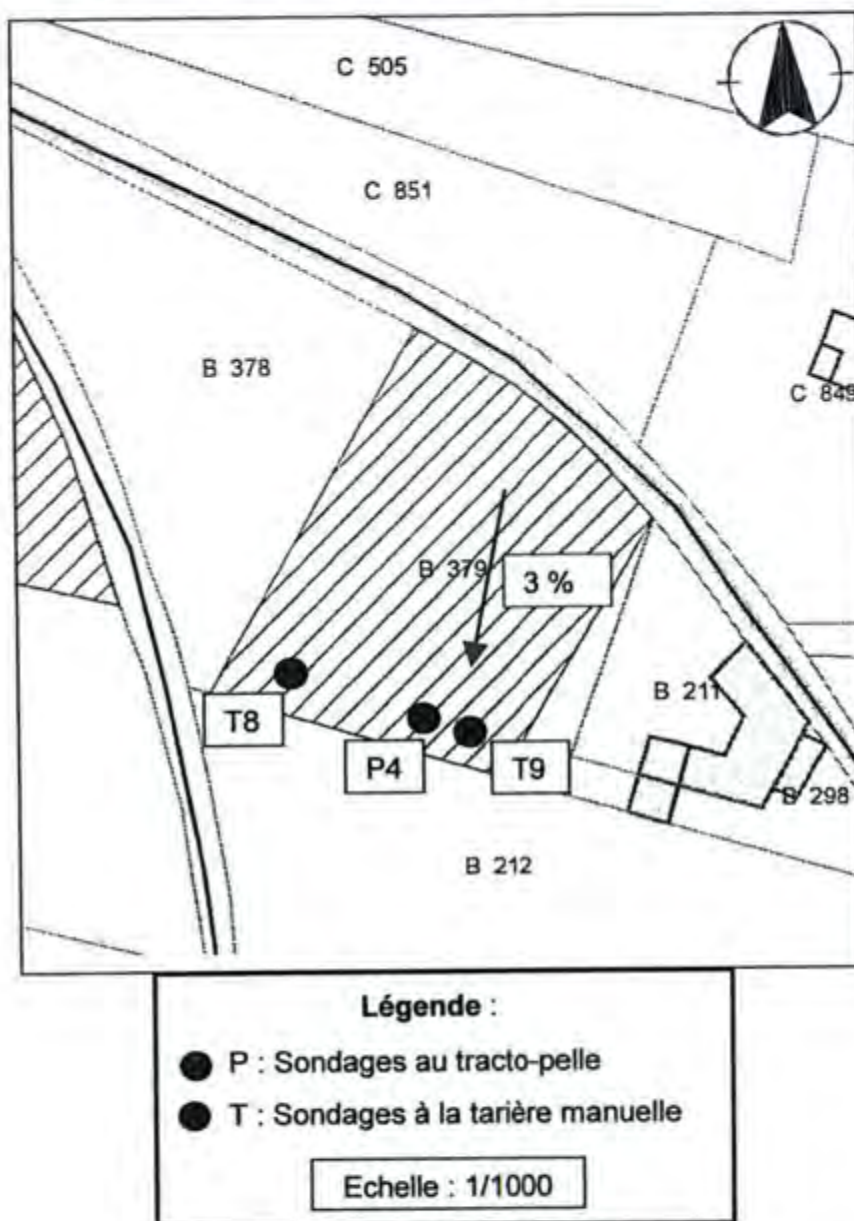 C 505
C 851
B 378
C 849
B 379
3 %
B 211
T8
P4
T9
B 298
B 212
Légende :
P : Sondages au tracto-pelle
T : Sondages à la tarière manuelle
Echelle : 1/1000